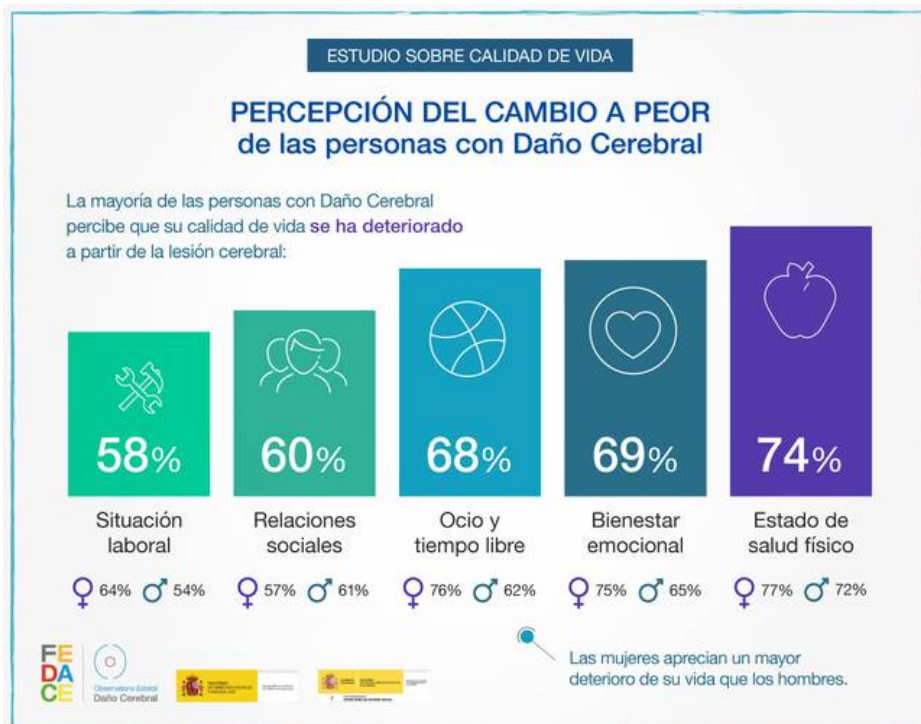 ESTUDIO SOBRE CALIDAD DE VIDA
PERCEPCIÓN DEL CAMBIO A PEOR
de las personas con Daño Cerebral
La mayoría de las personas con Daño Cerebral
percibe que su calidad de vida se ha deteriorado
a partir de la lesión cerebral:
58%
60%
68%
69%
74%
Situación
laboral
Relaciones
sociales
Ocio y
tiempo libre
Bienestar
emocional
Estado de
salud físico
64% 54%
57% 61%
76% 62%
75% 65%
77% 72%
Las mujeres aprecian un mayor
deterioro de su vida que los hombres.
FE
DA
CE
Observatorio Estatal
Daño Cerebral